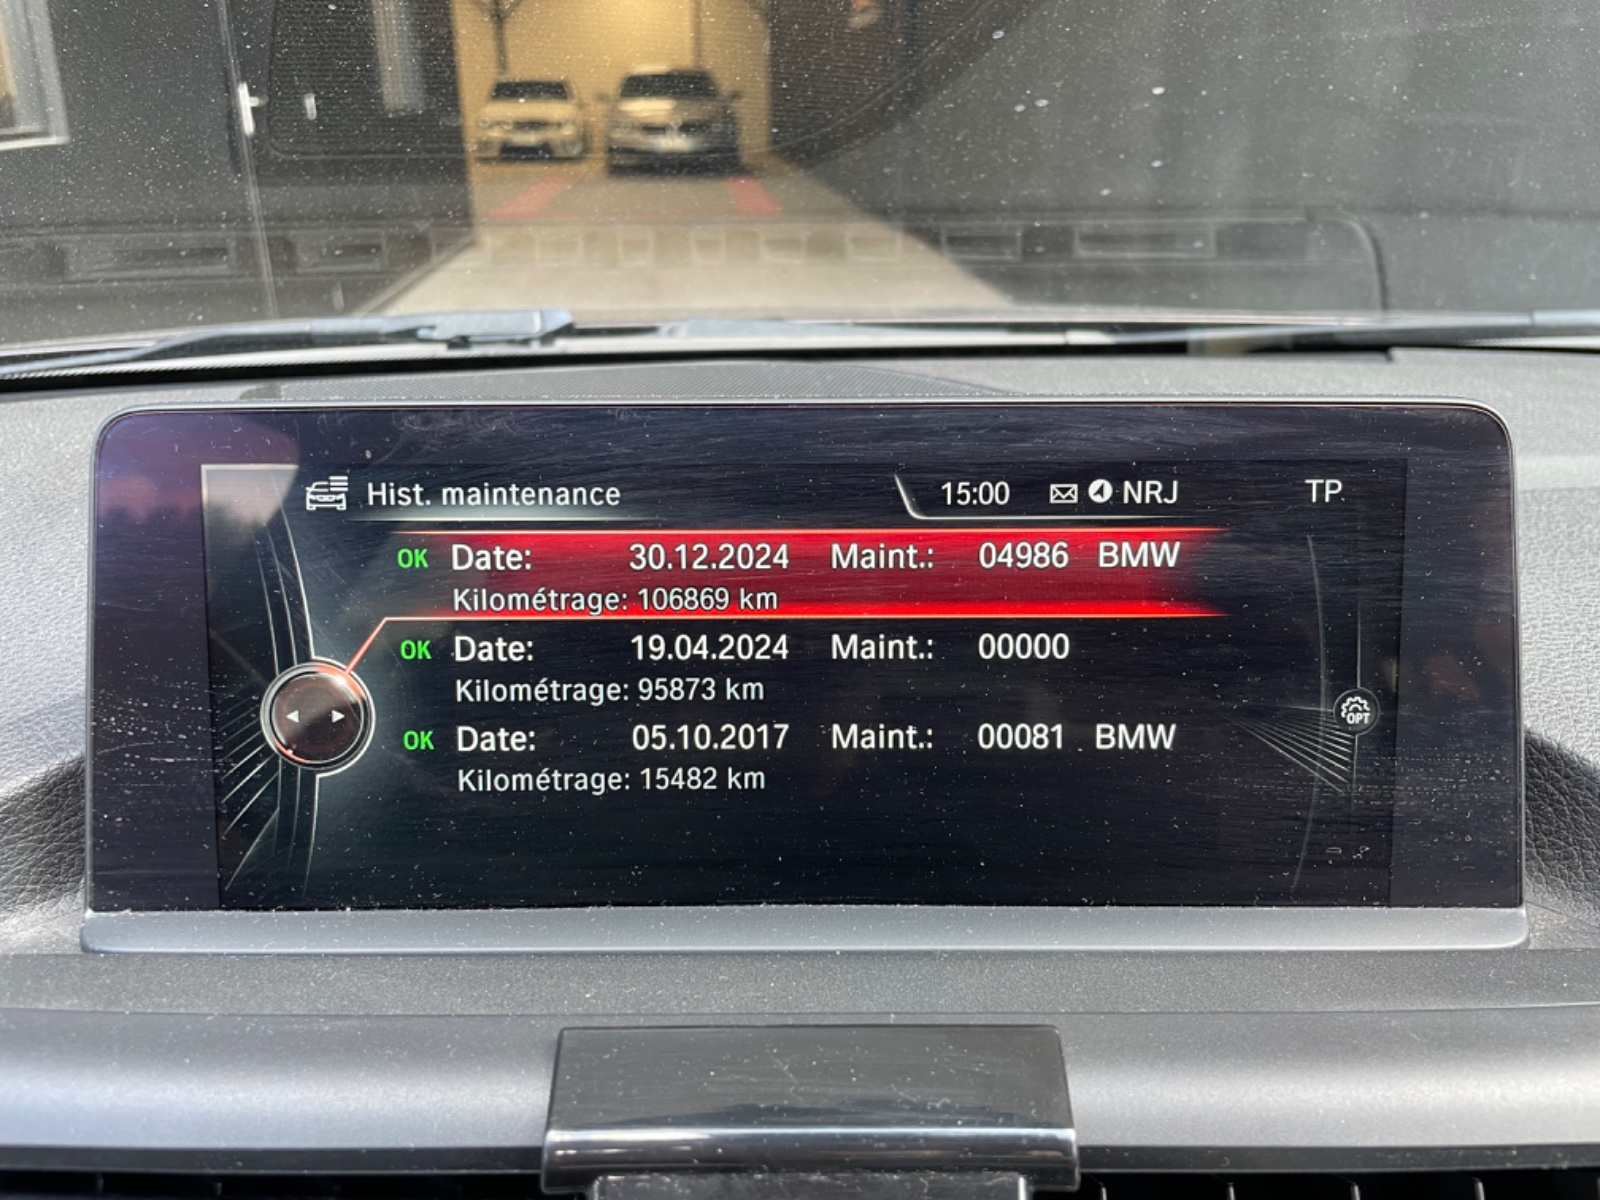 Hist. maintenance 15:00 NRJ TP
OK Date: 30.12.2024 Maint.: 04986 BMW
Kilométrage: 106869 km
OK Date: 19.04.2024 Maint.: 00000
Kilométrage: 95873 km
OK Date: 05.10.2017 Maint.: 00081 BMW
Kilométrage: 15482 km
OPT